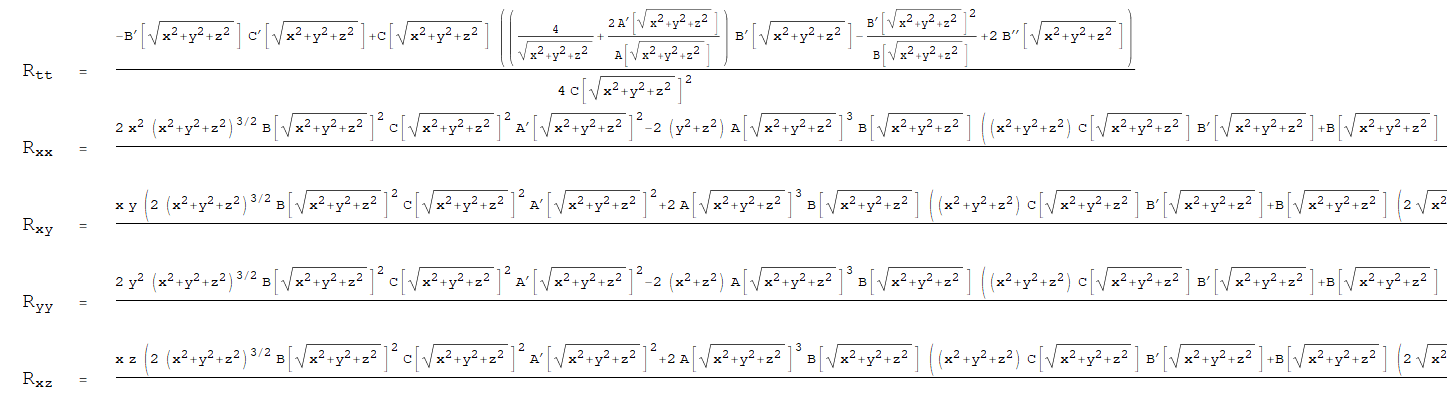 R_tt = (-B′[√(x²+y²+z²)] C′[√(x²+y²+z²)]+C[√(x²+y²+z²)] ((4/√(x²+y²+z²) + 2 A′[√(x²+y²+z²)]/A[√(x²+y²+z²)]) B′[√(x²+y²+z²)]-B′[√(x²+y²+z²)]²/B[√(x²+y²+z²)]+2 B′′[√(x²+y²+z²)]))/(4 C[√(x²+y²+z²)]²)
R_xx = 2 x² (x²+y²+z²)^(3/2) B[√(x²+y²+z²)]² C[√(x²+y²+z²)]² A′[√(x²+y²+z²)]²-2 (y²+z²) A[√(x²+y²+z²)]³ B[√(x²+y²+z²)] ((x²+y²+z²) C[√(x²+y²+z²)] B′[√(x²+y²+z²)]+B[√(x²+y²+z²)]
R_xy = x y (2 (x²+y²+z²)^(3/2) B[√(x²+y²+z²)]² C[√(x²+y²+z²)]² A′[√(x²+y²+z²)]²+2 A[√(x²+y²+z²)]³ B[√(x²+y²+z²)] ((x²+y²+z²) C[√(x²+y²+z²)] B′[√(x²+y²+z²)]+B[√(x²+y²+z²)] (2 √x²
R_yy = 2 y² (x²+y²+z²)^(3/2) B[√(x²+y²+z²)]² C[√(x²+y²+z²)]² A′[√(x²+y²+z²)]²-2 (x²+z²) A[√(x²+y²+z²)]³ B[√(x²+y²+z²)] ((x²+y²+z²) C[√(x²+y²+z²)] B′[√(x²+y²+z²)]+B[√(x²+y²+z²)]
R_xz = x z (2 (x²+y²+z²)^(3/2) B[√(x²+y²+z²)]² C[√(x²+y²+z²)]² A′[√(x²+y²+z²)]²+2 A[√(x²+y²+z²)]³ B[√(x²+y²+z²)] ((x²+y²+z²) C[√(x²+y²+z²)] B′[√(x²+y²+z²)]+B[√(x²+y²+z²)] (2 √x²